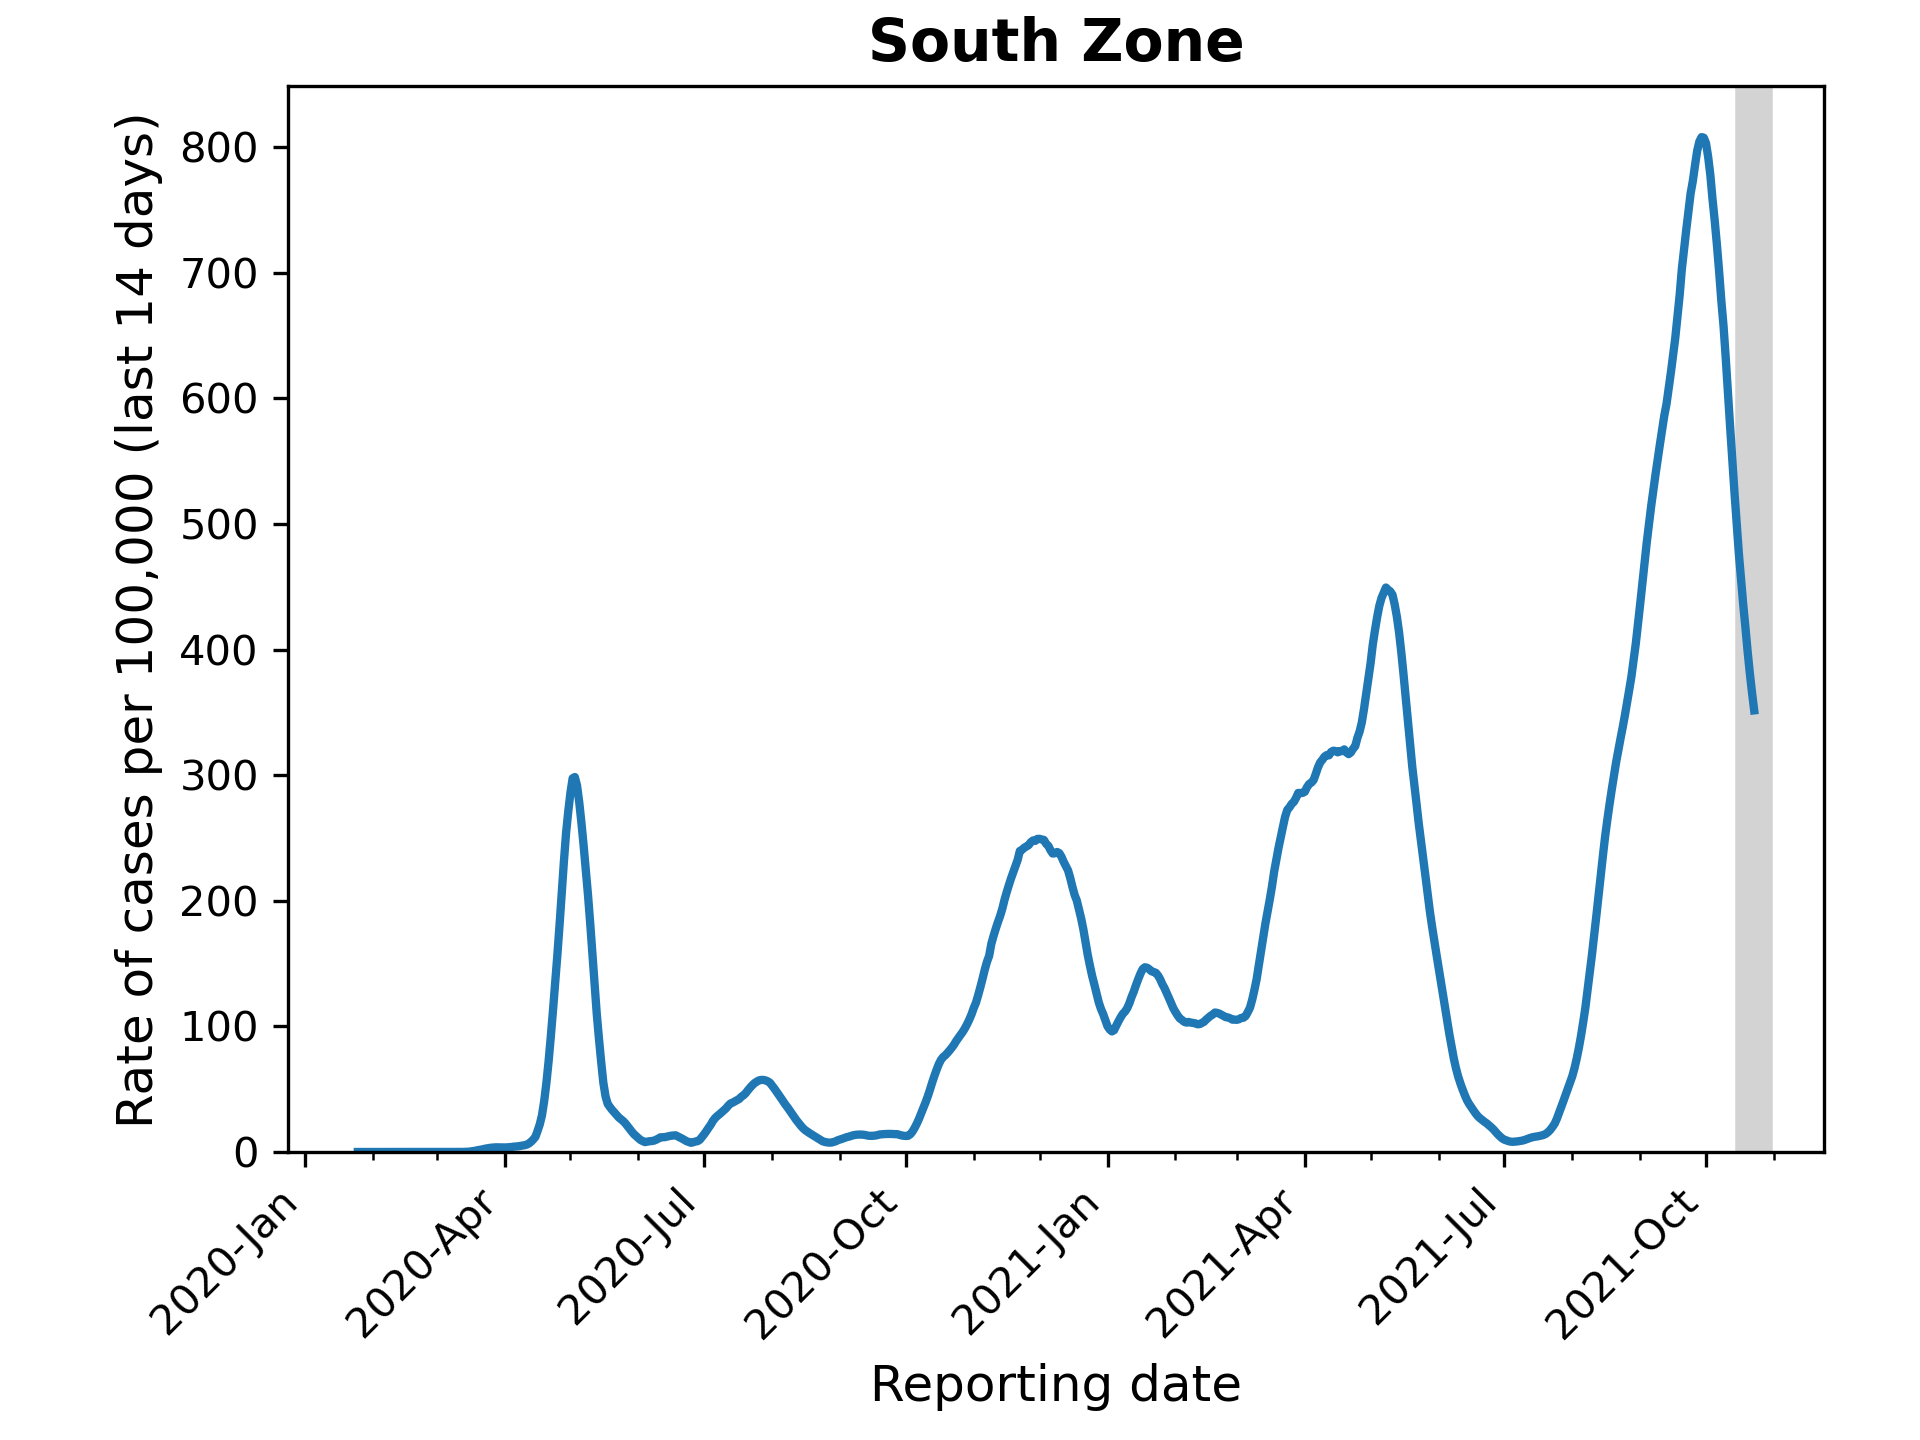 South Zone
Rate of cases per 100,000 (last 14 days)
800
700
600
500
400
300
200
100
0
2020-Jan
2020-Apr
2020-Jul
2020-Oct
2021-Jan
2021-Apr
2021-Jul
2021-Oct
Reporting date